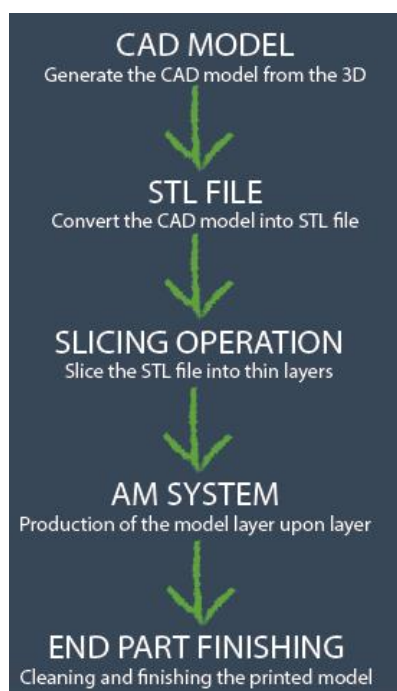 CAD MODEL
Generate the CAD model from the 3D
STL FILE
Convert the CAD model into STL file
SLICING OPERATION
Slice the STL file into thin layers
AM SYSTEM
Production of the model layer upon layer
END PART FINISHING
Cleaning and finishing the printed model